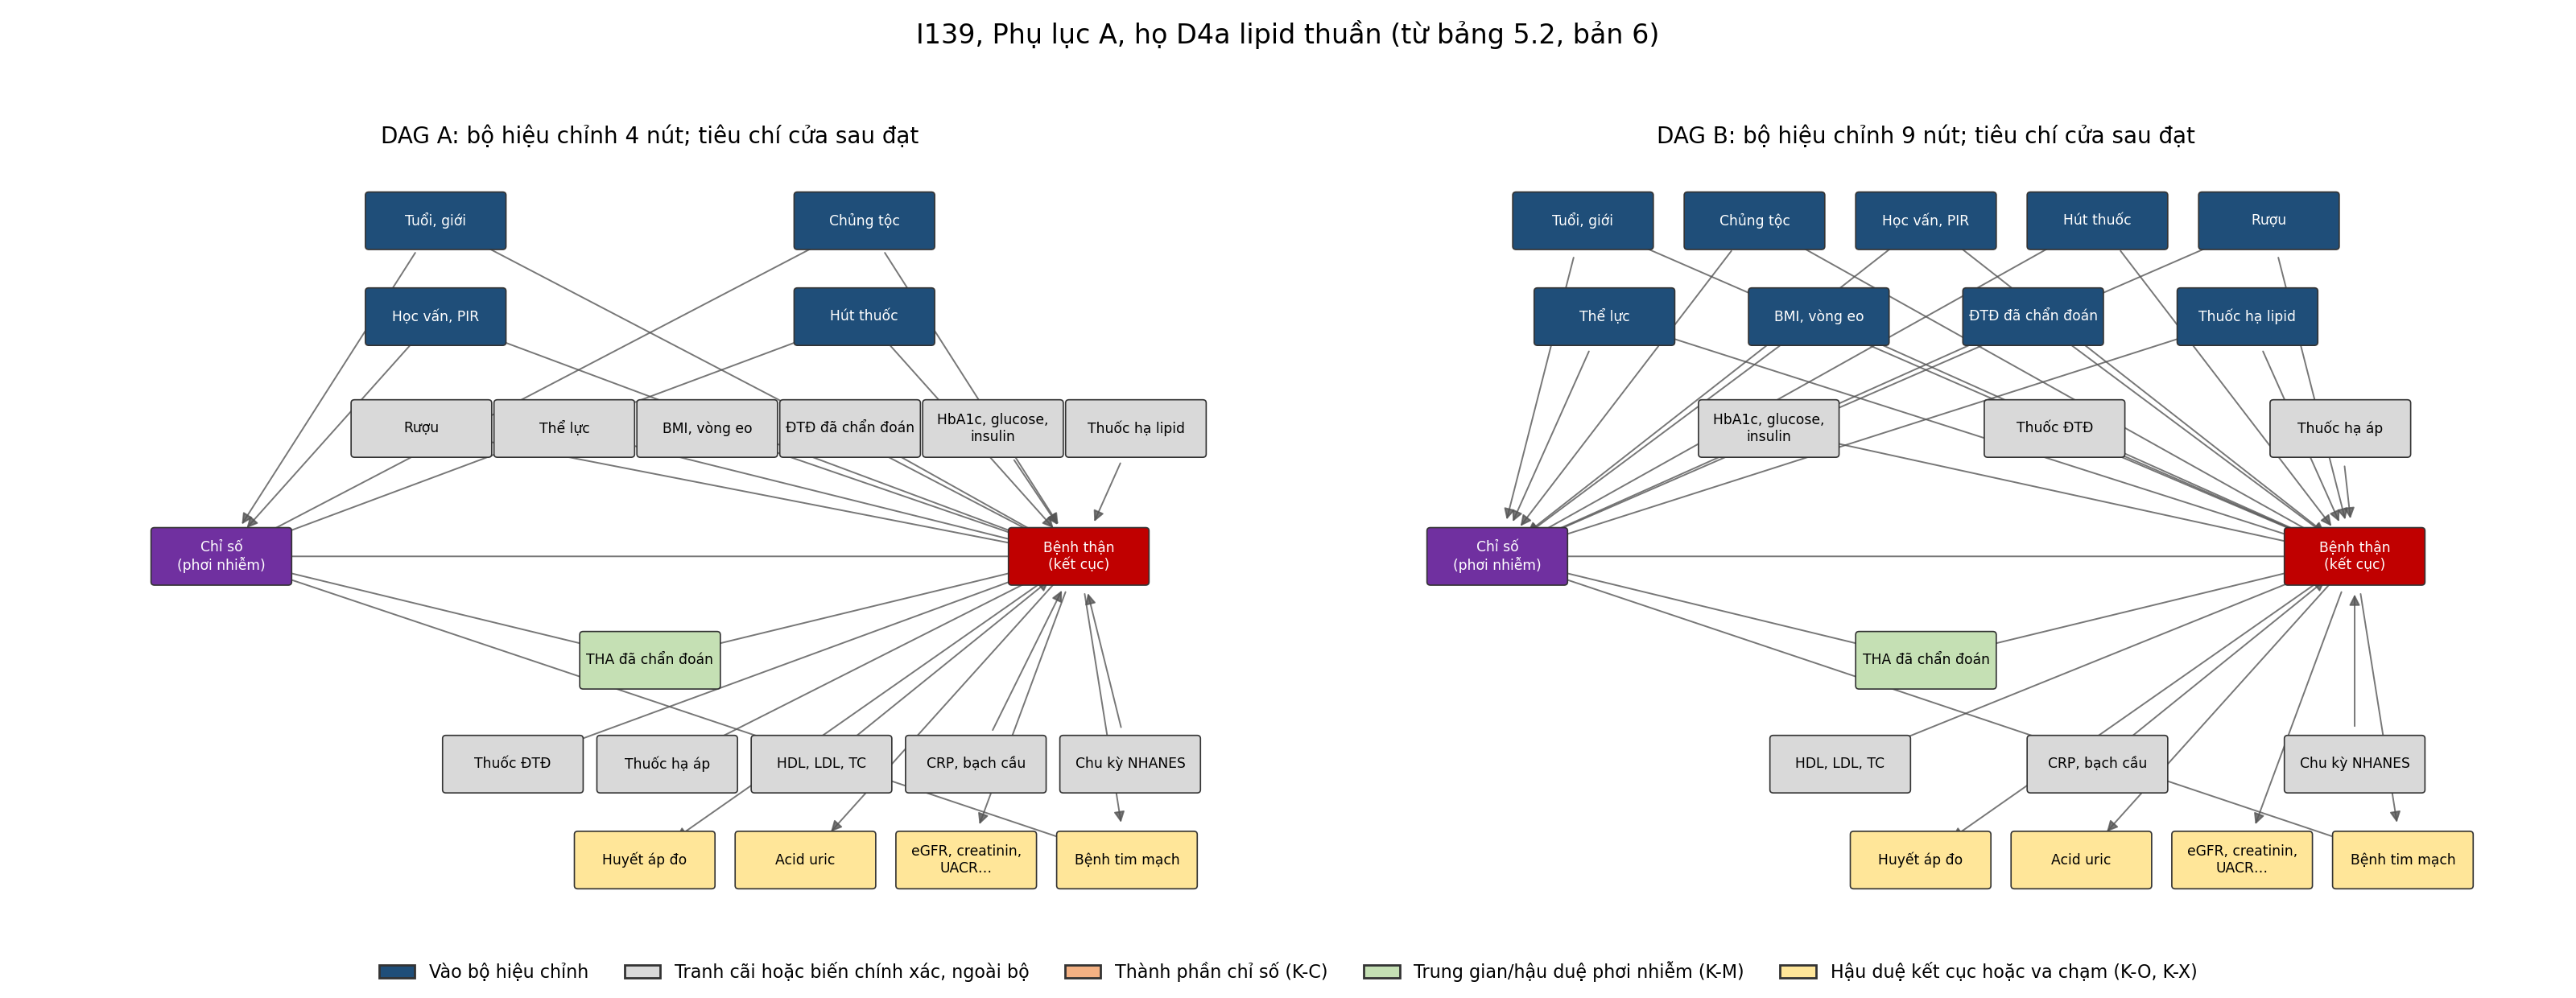 I139, Phụ lục A, họ D4a lipid thuần (từ bảng 5.2, bản 6)
DAG A: bộ hiệu chỉnh 4 nút; tiêu chí cửa sau đạt
Tuổi, giới
Chủng tộc
Học vấn, PIR
Hút thuốc
Rượu
Thể lực
BMI, vòng eo
ĐTĐ đã chẩn đoán
HbA1c, glucose,
insulin
Thuốc hạ lipid
Chỉ số
(phơi nhiễm)
Bệnh thận
(kết cục)
THA đã chẩn đoán
Thuốc ĐTĐ
Thuốc hạ áp
HDL, LDL, TC
CRP, bạch cầu
Chu kỳ NHANES
Huyết áp đo
Acid uric
eGFR, creatinin,
UACR...
Bệnh tim mạch
DAG B: bộ hiệu chỉnh 9 nút; tiêu chí cửa sau đạt
Tuổi, giới
Chủng tộc
Học vấn, PIR
Hút thuốc
Rượu
Thể lực
BMI, vòng eo
ĐTĐ đã chẩn đoán
Thuốc hạ lipid
HbA1c, glucose,
insulin
Thuốc ĐTĐ
Thuốc hạ áp
Chỉ số
(phơi nhiễm)
Bệnh thận
(kết cục)
THA đã chẩn đoán
HDL, LDL, TC
CRP, bạch cầu
Chu kỳ NHANES
Huyết áp đo
Acid uric
eGFR, creatinin,
UACR...
Bệnh tim mạch
Vào bộ hiệu chỉnh
Tranh cãi hoặc biến chính xác, ngoài bộ
Thành phần chỉ số (K-C)
Trung gian/hậu duệ phơi nhiễm (K-M)
Hậu duệ kết cục hoặc va chạm (K-O, K-X)